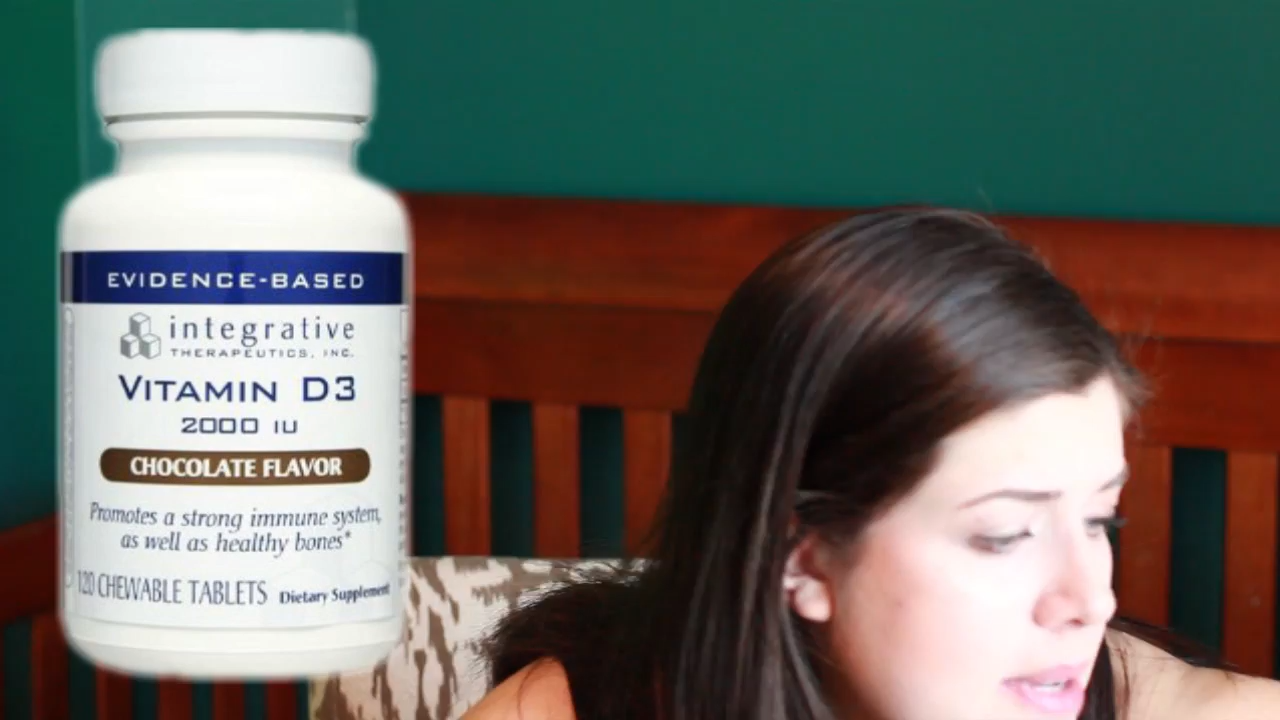 EVIDENCE-BASED
integrative
THERAPEUTICS, INC.
VITAMIN D3
2000 IU
CHOCOLATE FLAVOR
Promotes a strong immune system,
as well as healthy bones*
120 CHEWABLE TABLETS Dietary Supplement